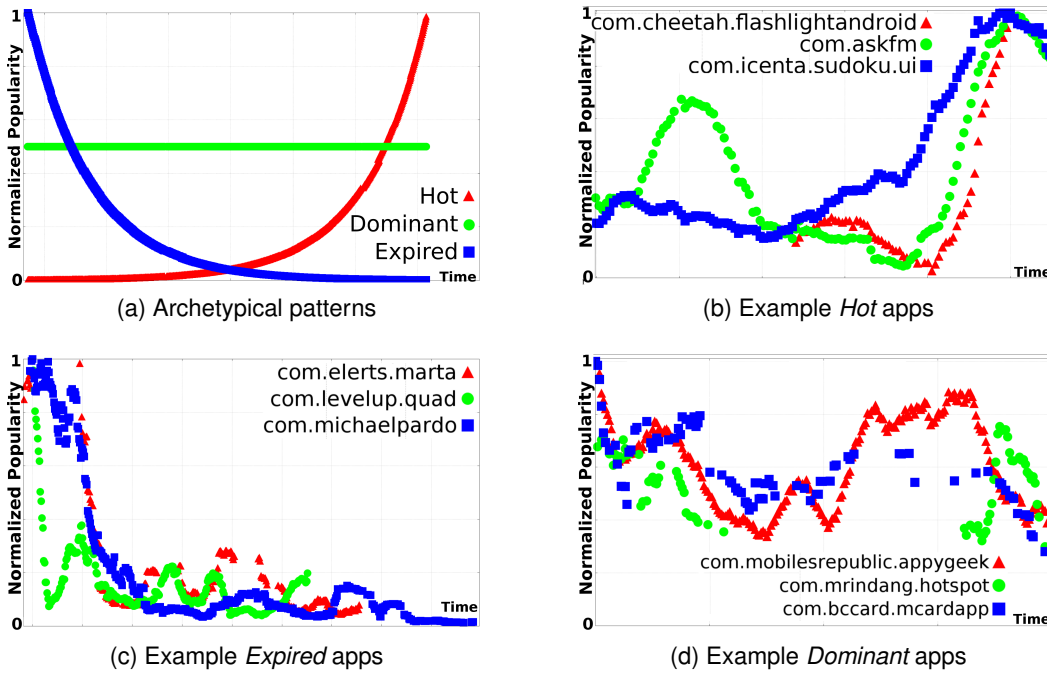 1
Normalized Popularity
Hot
Dominant
Expired
0
Time
(a) Archetypical patterns
1
Normalized Popularity
com.cheetah.flashlightandroid
com.askfm
com.icenta.sudoku.ui
0
Time
(b) Example Hot apps
1
Normalized Popularity
com.elerts.marta
com.levelup.quad
com.michaelpardo
0
Time
(c) Example Expired apps
1
Normalized Popularity
com.mobilesrepublic.appygeek
com.mrindang.hotspot
com.bccard.mcardapp
0
Time
(d) Example Dominant apps